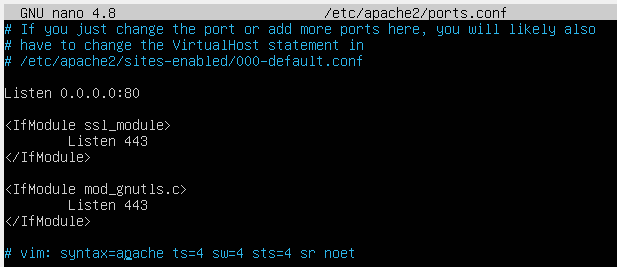 GNU nano 4.8 /etc/apache2/ports.conf
# If you just change the port or add more ports here, you will likely also
# have to change the VirtualHost statement in
# /etc/apache2/sites-enabled/000-default.conf
Listen 0.0.0.0:80
<IfModule ssl_module>
Listen 443
</IfModule>
<IfModule mod_gnutls.c>
Listen 443
</IfModule>
# vim: syntax=apache ts=4 sw=4 sts=4 sr noet